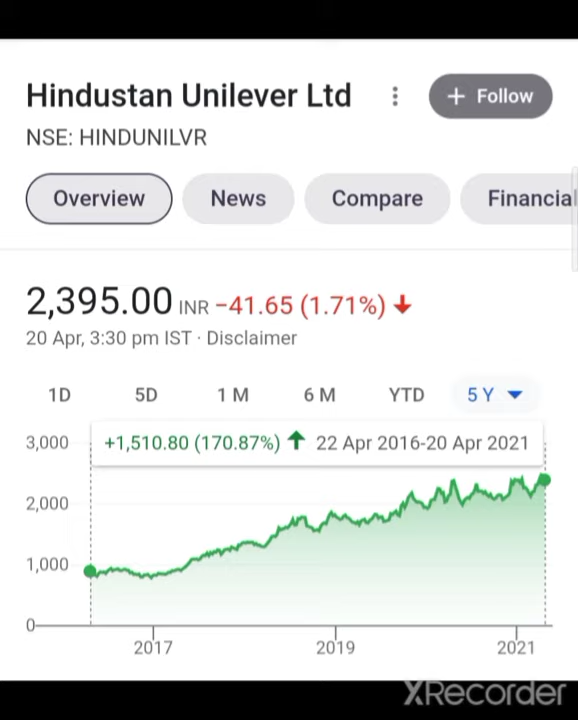 Hindustan Unilever Ltd
+ Follow
NSE: HINDUNILVR
Overview News Compare Financial
2,395.00 INR −41.65 (1.71%)
20 Apr, 3:30 pm IST · Disclaimer
1D 5D 1 M 6 M YTD 5 Y
+1,510.80 (170.87%) 22 Apr 2016-20 Apr 2021
3,000
2,000
1,000
0
2017 2019 2021
XRecorder